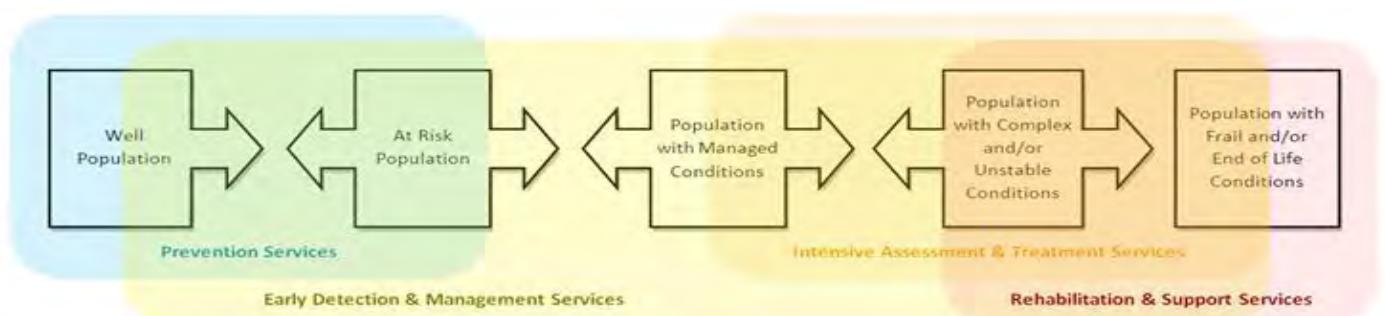 Well
Population
At Risk
Population
Population
with Managed
Conditions
Population
with Complex
and/or
Unstable
Conditions
Population with
Frail and/or
End of Life
Conditions
Prevention Services
Intensive Assessment & Treatment Services
Early Detection & Management Services
Rehabilitation & Support Services